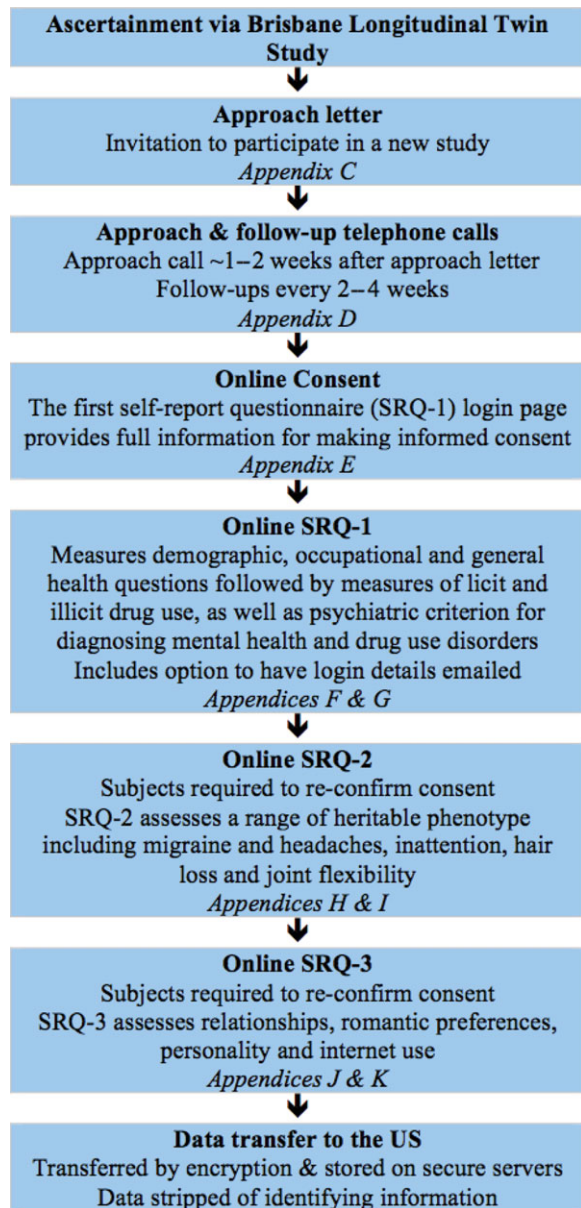 Ascertainment via Brisbane Longitudinal Twin
Study
Approach letter
Invitation to participate in a new study
Appendix C
Approach & follow-up telephone calls
Approach call ~1–2 weeks after approach letter
Follow-ups every 2–4 weeks
Appendix D
Online Consent
The first self-report questionnaire (SRQ-1) login page
provides full information for making informed consent
Appendix E
Online SRQ-1
Measures demographic, occupational and general
health questions followed by measures of licit and
illicit drug use, as well as psychiatric criterion for
diagnosing mental health and drug use disorders
Includes option to have login details emailed
Appendices F & G
Online SRQ-2
Subjects required to re-confirm consent
SRQ-2 assesses a range of heritable phenotype
including migraine and headaches, inattention, hair
loss and joint flexibility
Appendices H & I
Online SRQ-3
Subjects required to re-confirm consent
SRQ-3 assesses relationships, romantic preferences,
personality and internet use
Appendices J & K
Data transfer to the US
Transferred by encryption & stored on secure servers
Data stripped of identifying information